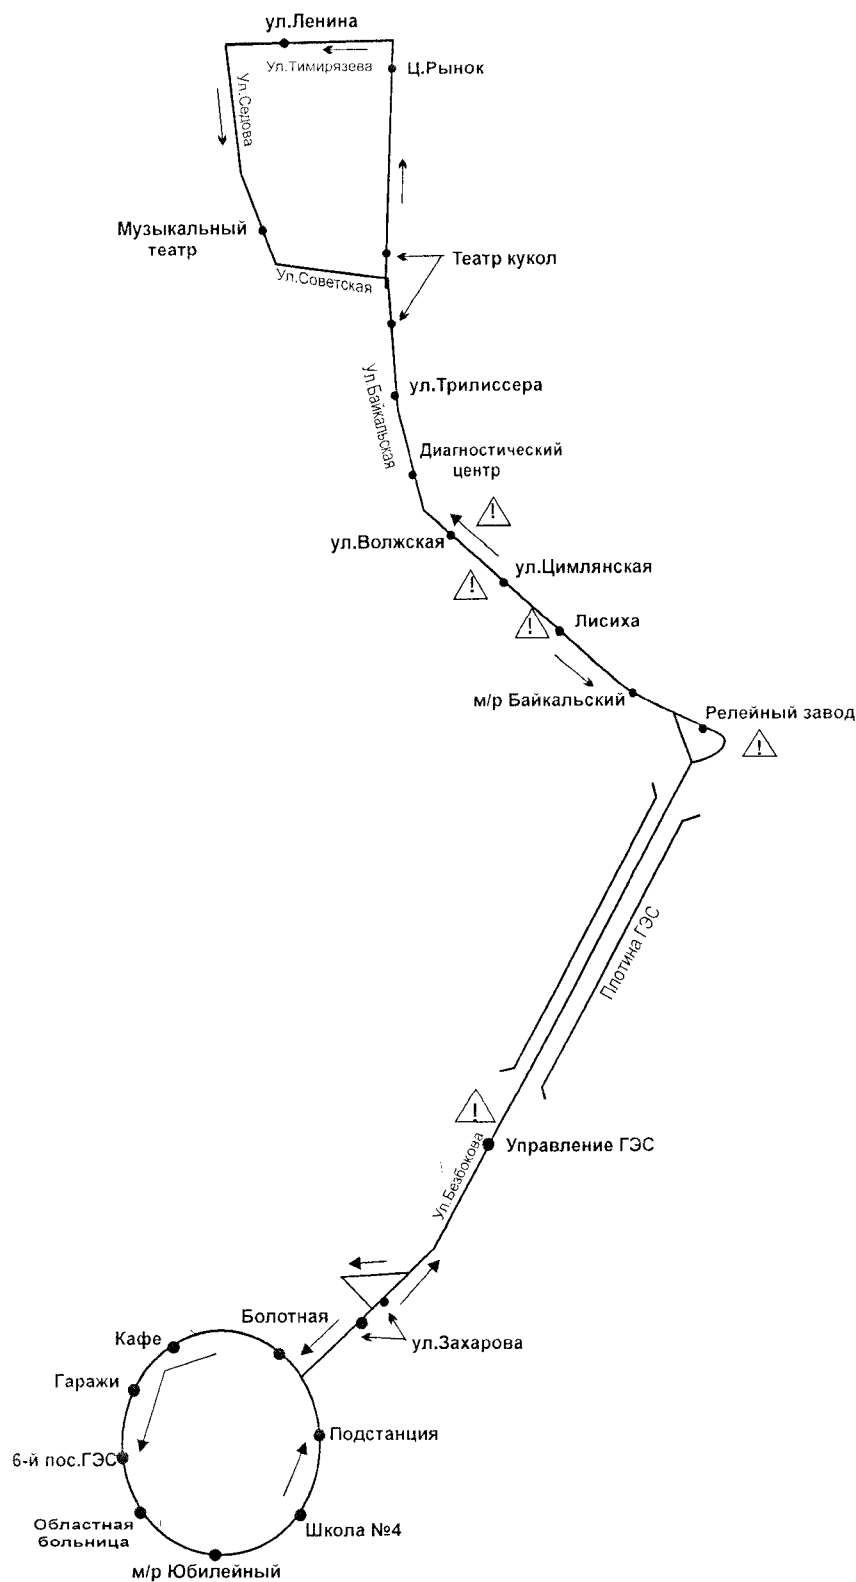 ул.Ленина
Ул.Тимирязева
Ц.Рынок
Ул.Седова
Музыкальный
театр
Театр кукол
Ул.Советская
Ул.Байкальская
ул.Трилиссера
Диагностический
центр
!
ул.Волжская
ул.Цимлянская
!
!
Лисиха
м/р Байкальский
Релейный завод
!
Плотина ГЭС
!
Управление ГЭС
Ул.Безбокова
Болотная
ул.Захарова
Кафе
Гаражи
Подстанция
6-й пос.ГЭС
Областная
больница
Школа №4
м/р Юбилейный